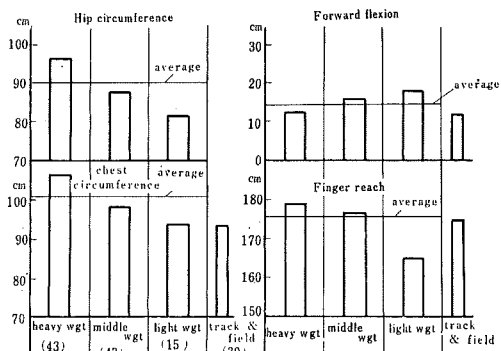 Hip circumference
cm
100
90
80
70
average
Forward flexion
cm
30
20
10
0
average
chest
circumference
average
cm
100
90
80
70
heavy wgt
(43)
middle
wgt
light wgt
(15)
track &
field
Finger reach
cm
180
170
160
150
average
heavy wgt
middle
wgt
light wgt
track
& field